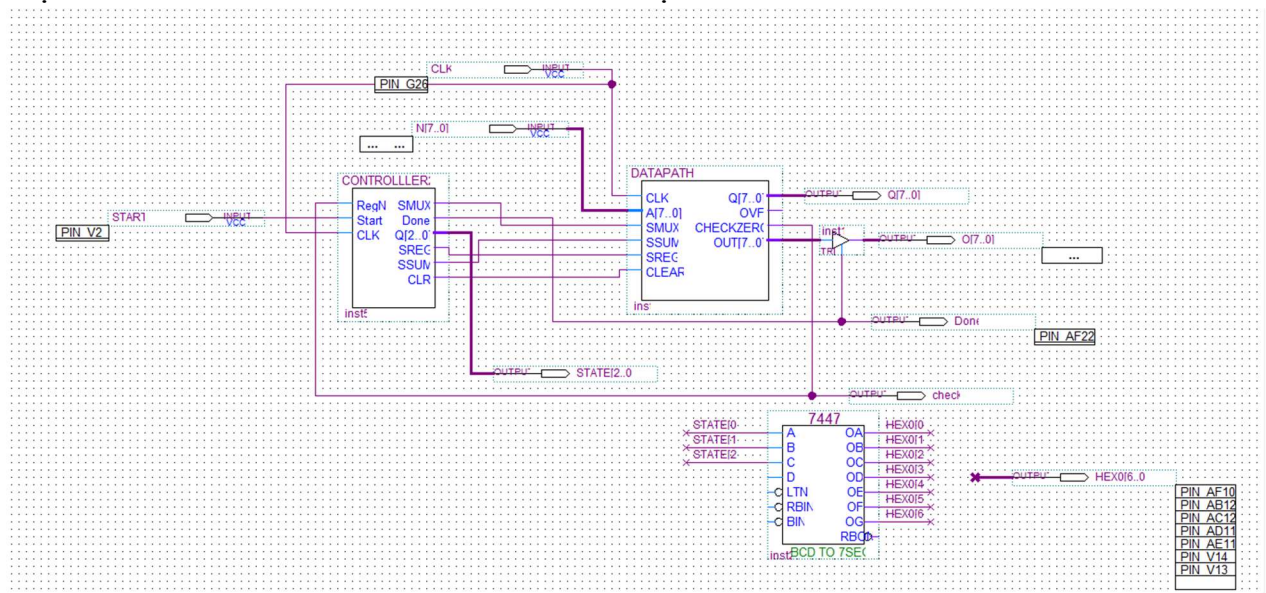 CLK
INPUT
VCC
PIN_G26
N[7..0]
INPUT
VCC
... ...
DATAPATH
CONTROLLLER2
CLK Q[7..0]
A[7..0] OVF
SMUX CHECKZERO
SSUM OUT[7..0]
SREG
CLEAR
OUTPUT Q[7..0]
RegN SMUX
Start Done
CLK Q[2..0]
SREG
SSUM
CLR
START
INPUT
VCC
PIN_V2
inst
TRI
OUTPUT O[7..0]
...
inst5
ins
OUTPUT Done
PIN_AF22
OUTPUT STATE[2..0
OUTPUT check
7447
STATE[0 A OA HEX0[0
STATE[1 B OB HEX0[1
STATE[2 C OC HEX0[2
D OD HEX0[3
LTN OE HEX0[4
RBIN OF HEX0[5
BIN OG HEX0[6
RBO
inst BCD TO 7SEG
OUTPUT HEX0[6..0
PIN_AF10
PIN_AB12
PIN_AC12
PIN_AD11
PIN_AE11
PIN_V14
PIN_V13